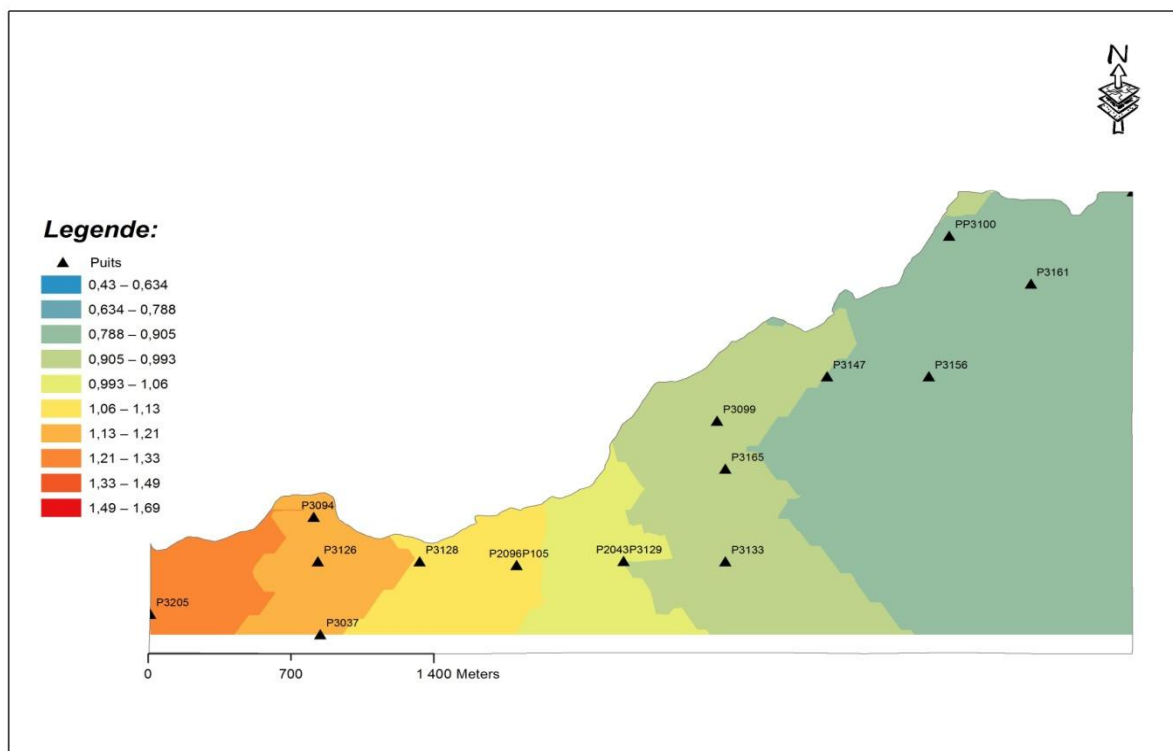 N
PP3100
P3161
Legende:
Puits
0,43 – 0,634
0,634 – 0,788
0,788 – 0,905
0,905 – 0,993
0,993 – 1,06
1,06 – 1,13
1,13 – 1,21
1,21 – 1,33
1,33 – 1,49
1,49 – 1,69
P3147
P3156
P3099
P3165
P3094
P3126
P3128
P2096P105
P2043P3129
P3133
P3205
P3037
0 700 1 400 Meters